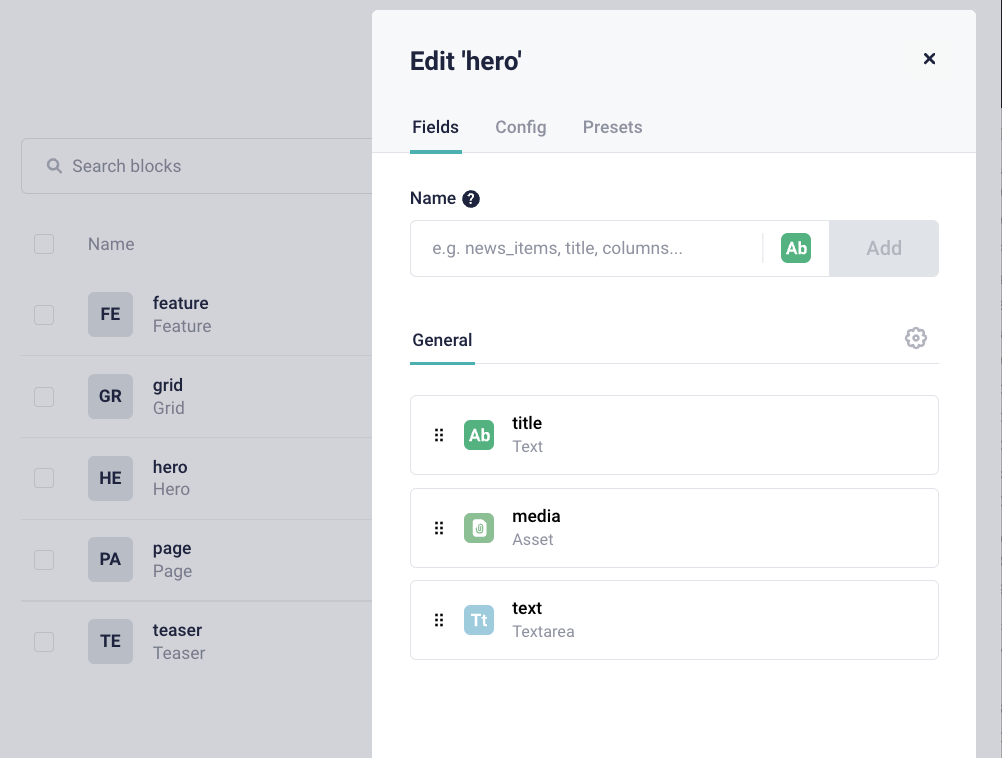 Search blocks
Name
FE
feature
Feature
GR
grid
Grid
HE
hero
Hero
PA
page
Page
TE
teaser
Teaser
Edit 'hero'
Fields Config Presets
Name ?
e.g. news_items, title, columns... Ab Add
General
Ab
title
Text
media
Asset
Tt
text
Textarea